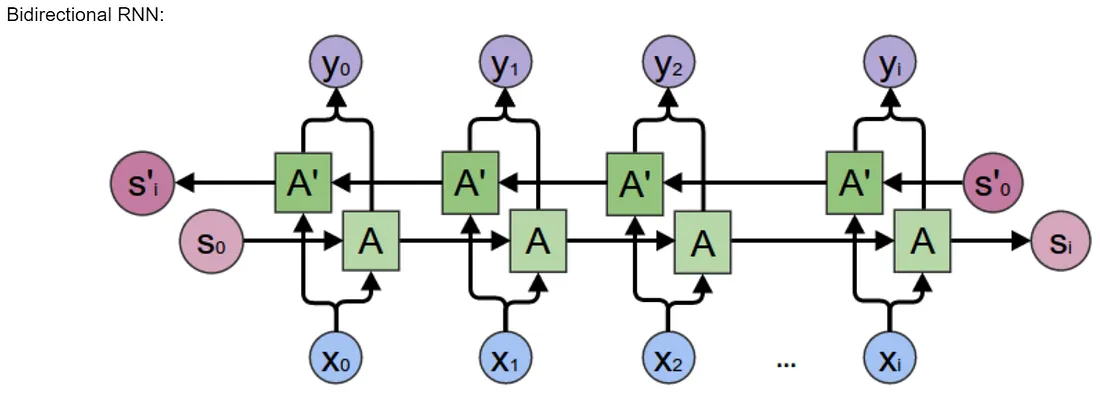 Bidirectional RNN:
y₀ y₁ y₂ yᵢ
s'ᵢ A' A' A' A' s'₀
s₀ A A A A sᵢ
x₀ x₁ x₂ ... xᵢ